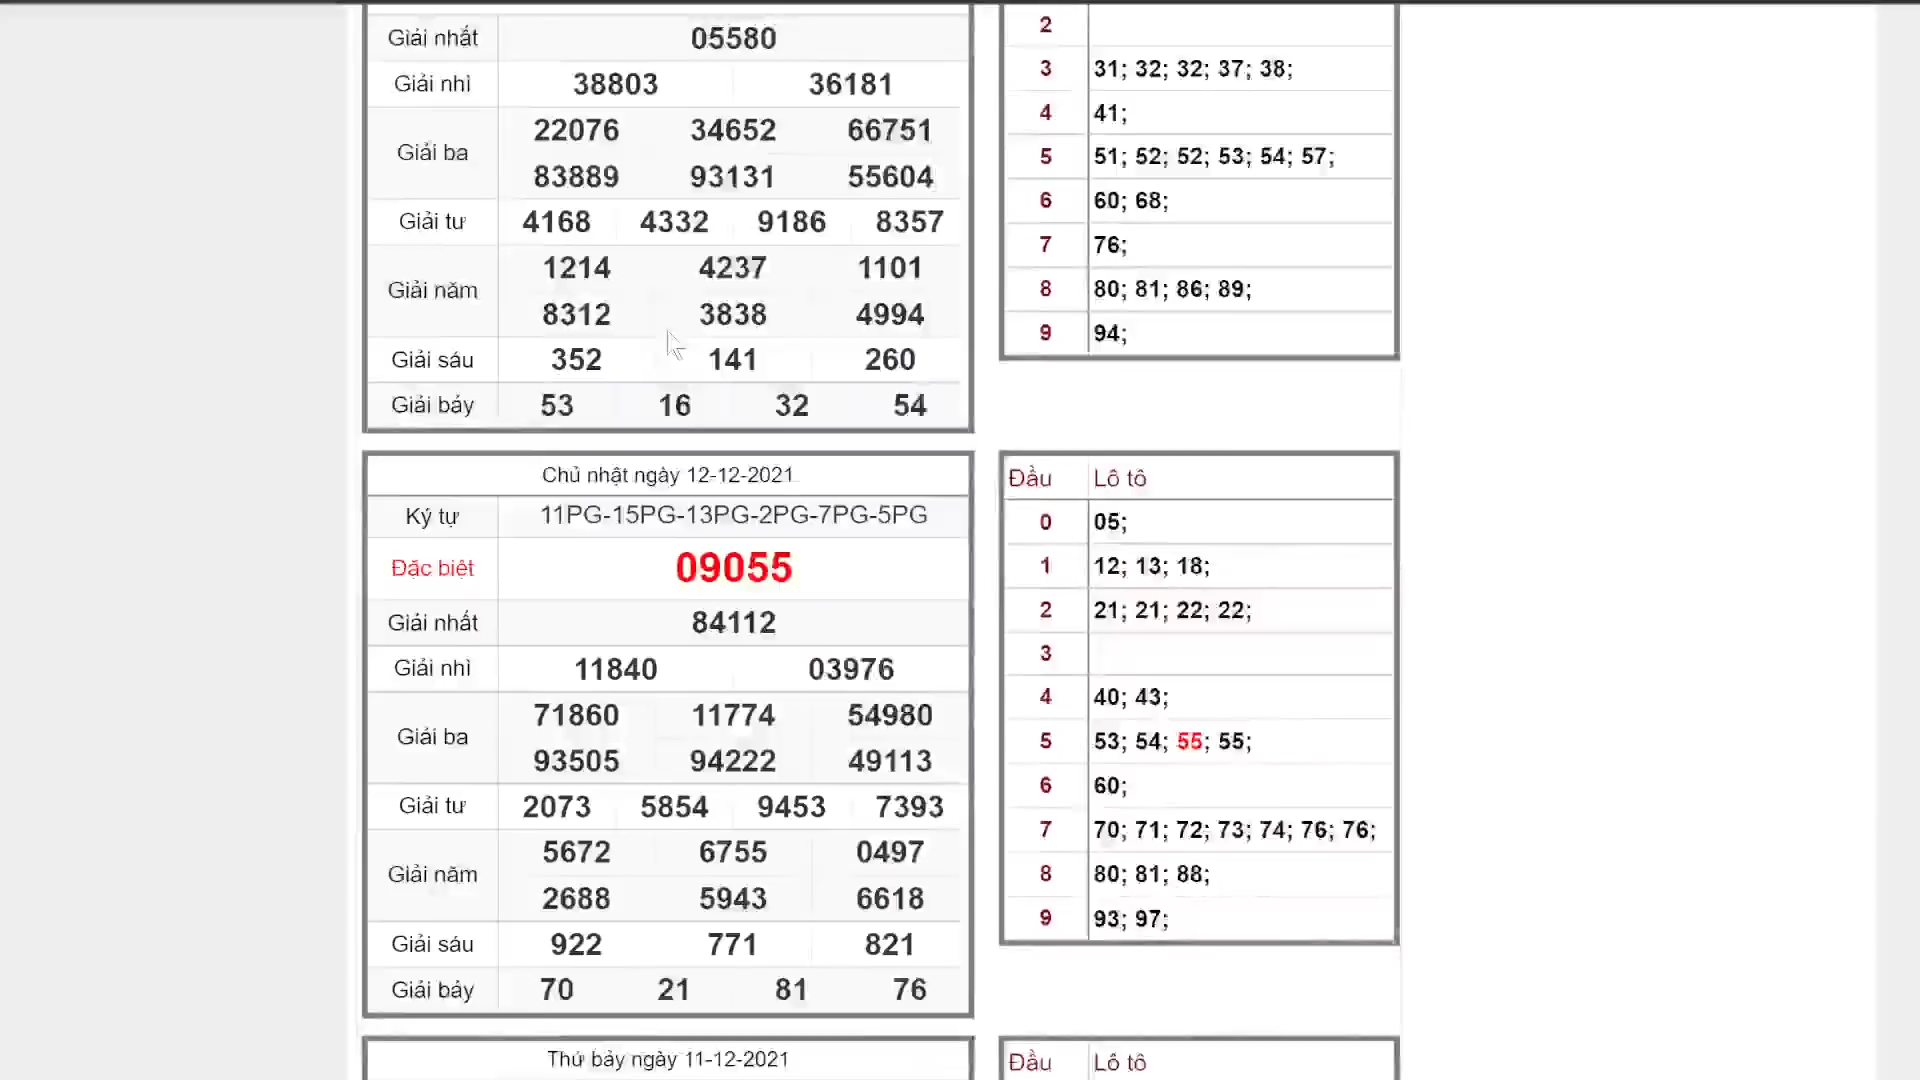 Giải nhất 05580
Giải nhì 38803 36181
Giải ba 22076 34652 66751
83889 93131 55604
Giải tư 4168 4332 9186 8357
Giải năm 1214 4237 1101
8312 3838 4994
Giải sáu 352 141 260
Giải bảy 53 16 32 54
2
3 31; 32; 32; 37; 38;
4 41;
5 51; 52; 52; 53; 54; 57;
6 60; 68;
7 76;
8 80; 81; 86; 89;
9 94;
Chủ nhật ngày 12-12-2021
Ký tự 11PG-15PG-13PG-2PG-7PG-5PG
Đặc biệt 09055
Giải nhất 84112
Giải nhì 11840 03976
Giải ba 71860 11774 54980
93505 94222 49113
Giải tư 2073 5854 9453 7393
Giải năm 5672 6755 0497
2688 5943 6618
Giải sáu 922 771 821
Giải bảy 70 21 81 76
Đầu Lô tô
0 05;
1 12; 13; 18;
2 21; 21; 22; 22;
3
4 40; 43;
5 53; 54; 55; 55;
6 60;
7 70; 71; 72; 73; 74; 76; 76;
8 80; 81; 88;
9 93; 97;
Thứ bảy ngày 11-12-2021
Đầu Lô tô